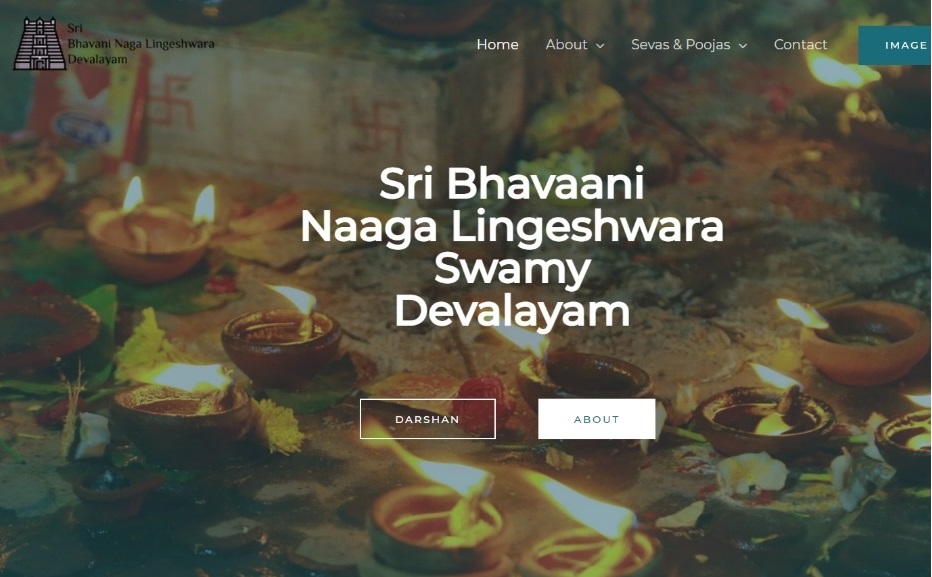 Sri
Bhavani Naga Lingeshwara
Devalayam
Home
About
Sevas & Poojas
Contact
IMAGE
Sri Bhavaani
Naaga Lingeshwara
Swamy
Devalayam
DARSHAN
ABOUT